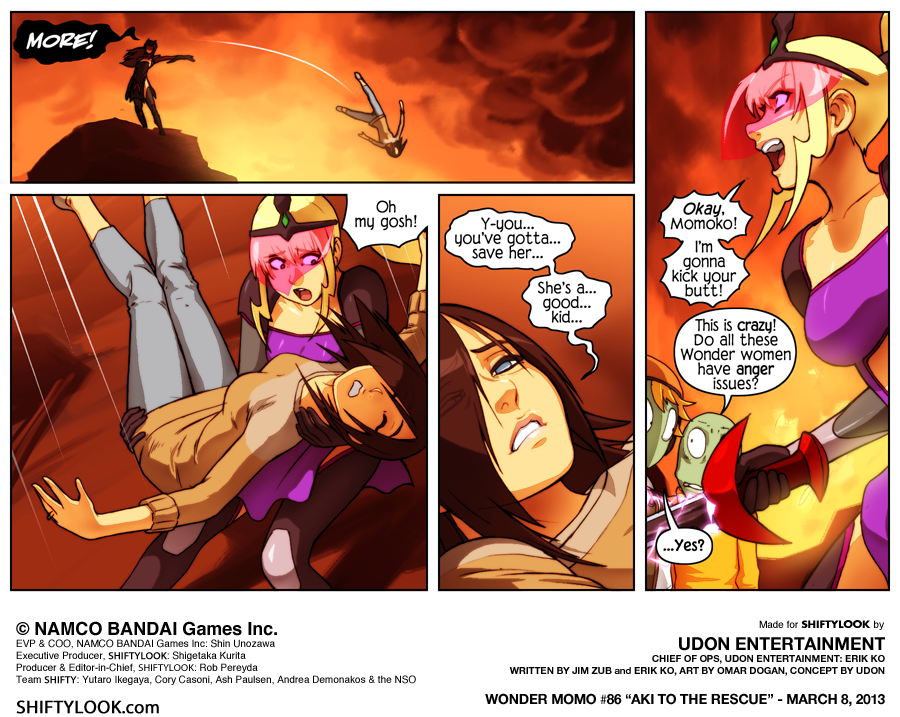 MORE!
Oh
my gosh!
Y-you...
you've gotta...
save her...
She's a...
good...
kid...
Okay,
Momoko!
I'm
gonna
kick your
butt!
This is crazy!
Do all these
Wonder women
have anger
issues?
...Yes?
© NAMCO BANDAI Games Inc.
EVP & COO, NAMCO BANDAI Games Inc: Shin Unozawa
Executive Producer, SHIFTYLOOK: Shigetaka Kurita
Producer & Editor-in-Chief, SHIFTYLOOK: Rob Pereyda
Team SHIFTY: Yutaro Ikegaya, Cory Casoni, Ash Paulsen, Andrea Demonakos & the NSO
SHIFTYLOOK.com
Made for SHIFTYLOOK by
UDON ENTERTAINMENT
CHIEF OF OPS, UDON ENTERTAINMENT: ERIK KO
WRITTEN BY JIM ZUB and ERIK KO, ART BY OMAR DOGAN, CONCEPT BY UDON
WONDER MOMO #86 “AKI TO THE RESCUE” - MARCH 8, 2013